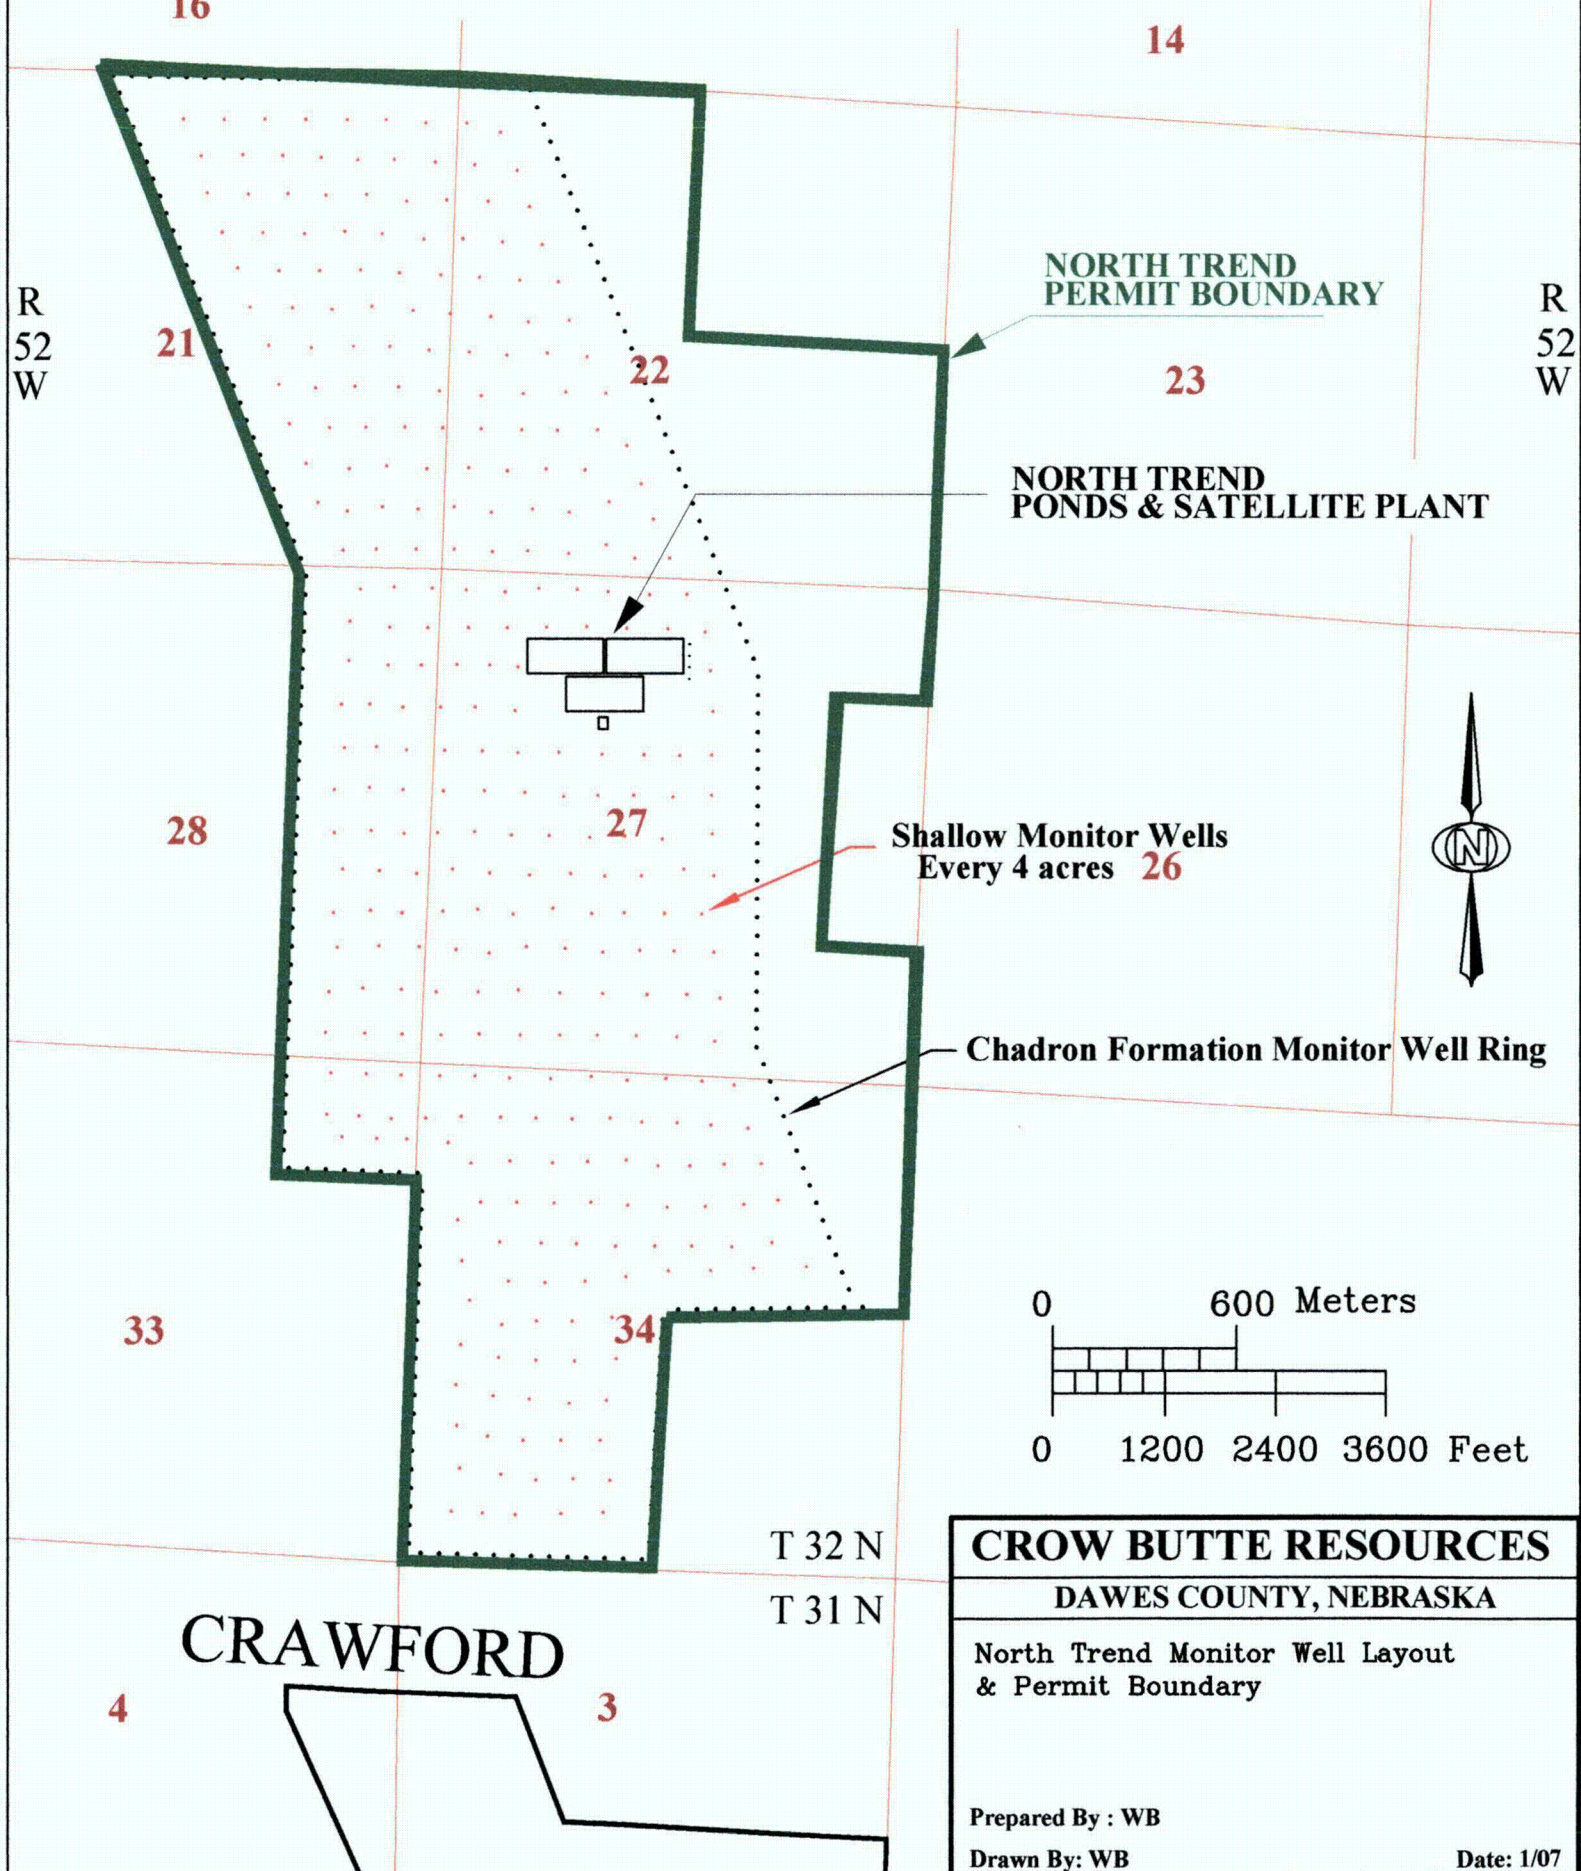 16
14
NORTH TREND
PERMIT BOUNDARY
R
52
W
R
52
W
21
22
23
NORTH TREND
PONDS & SATELLITE PLANT
28
27
Shallow Monitor Wells
Every 4 acres
26
N
Chadron Formation Monitor Well Ring
33
34
0 600 Meters
0 1200 2400 3600 Feet
T 32 N
T 31 N
CRAWFORD
4
3
CROW BUTTE RESOURCES
DAWES COUNTY, NEBRASKA
North Trend Monitor Well Layout
& Permit Boundary
Prepared By : WB
Drawn By: WB
Date: 1/07